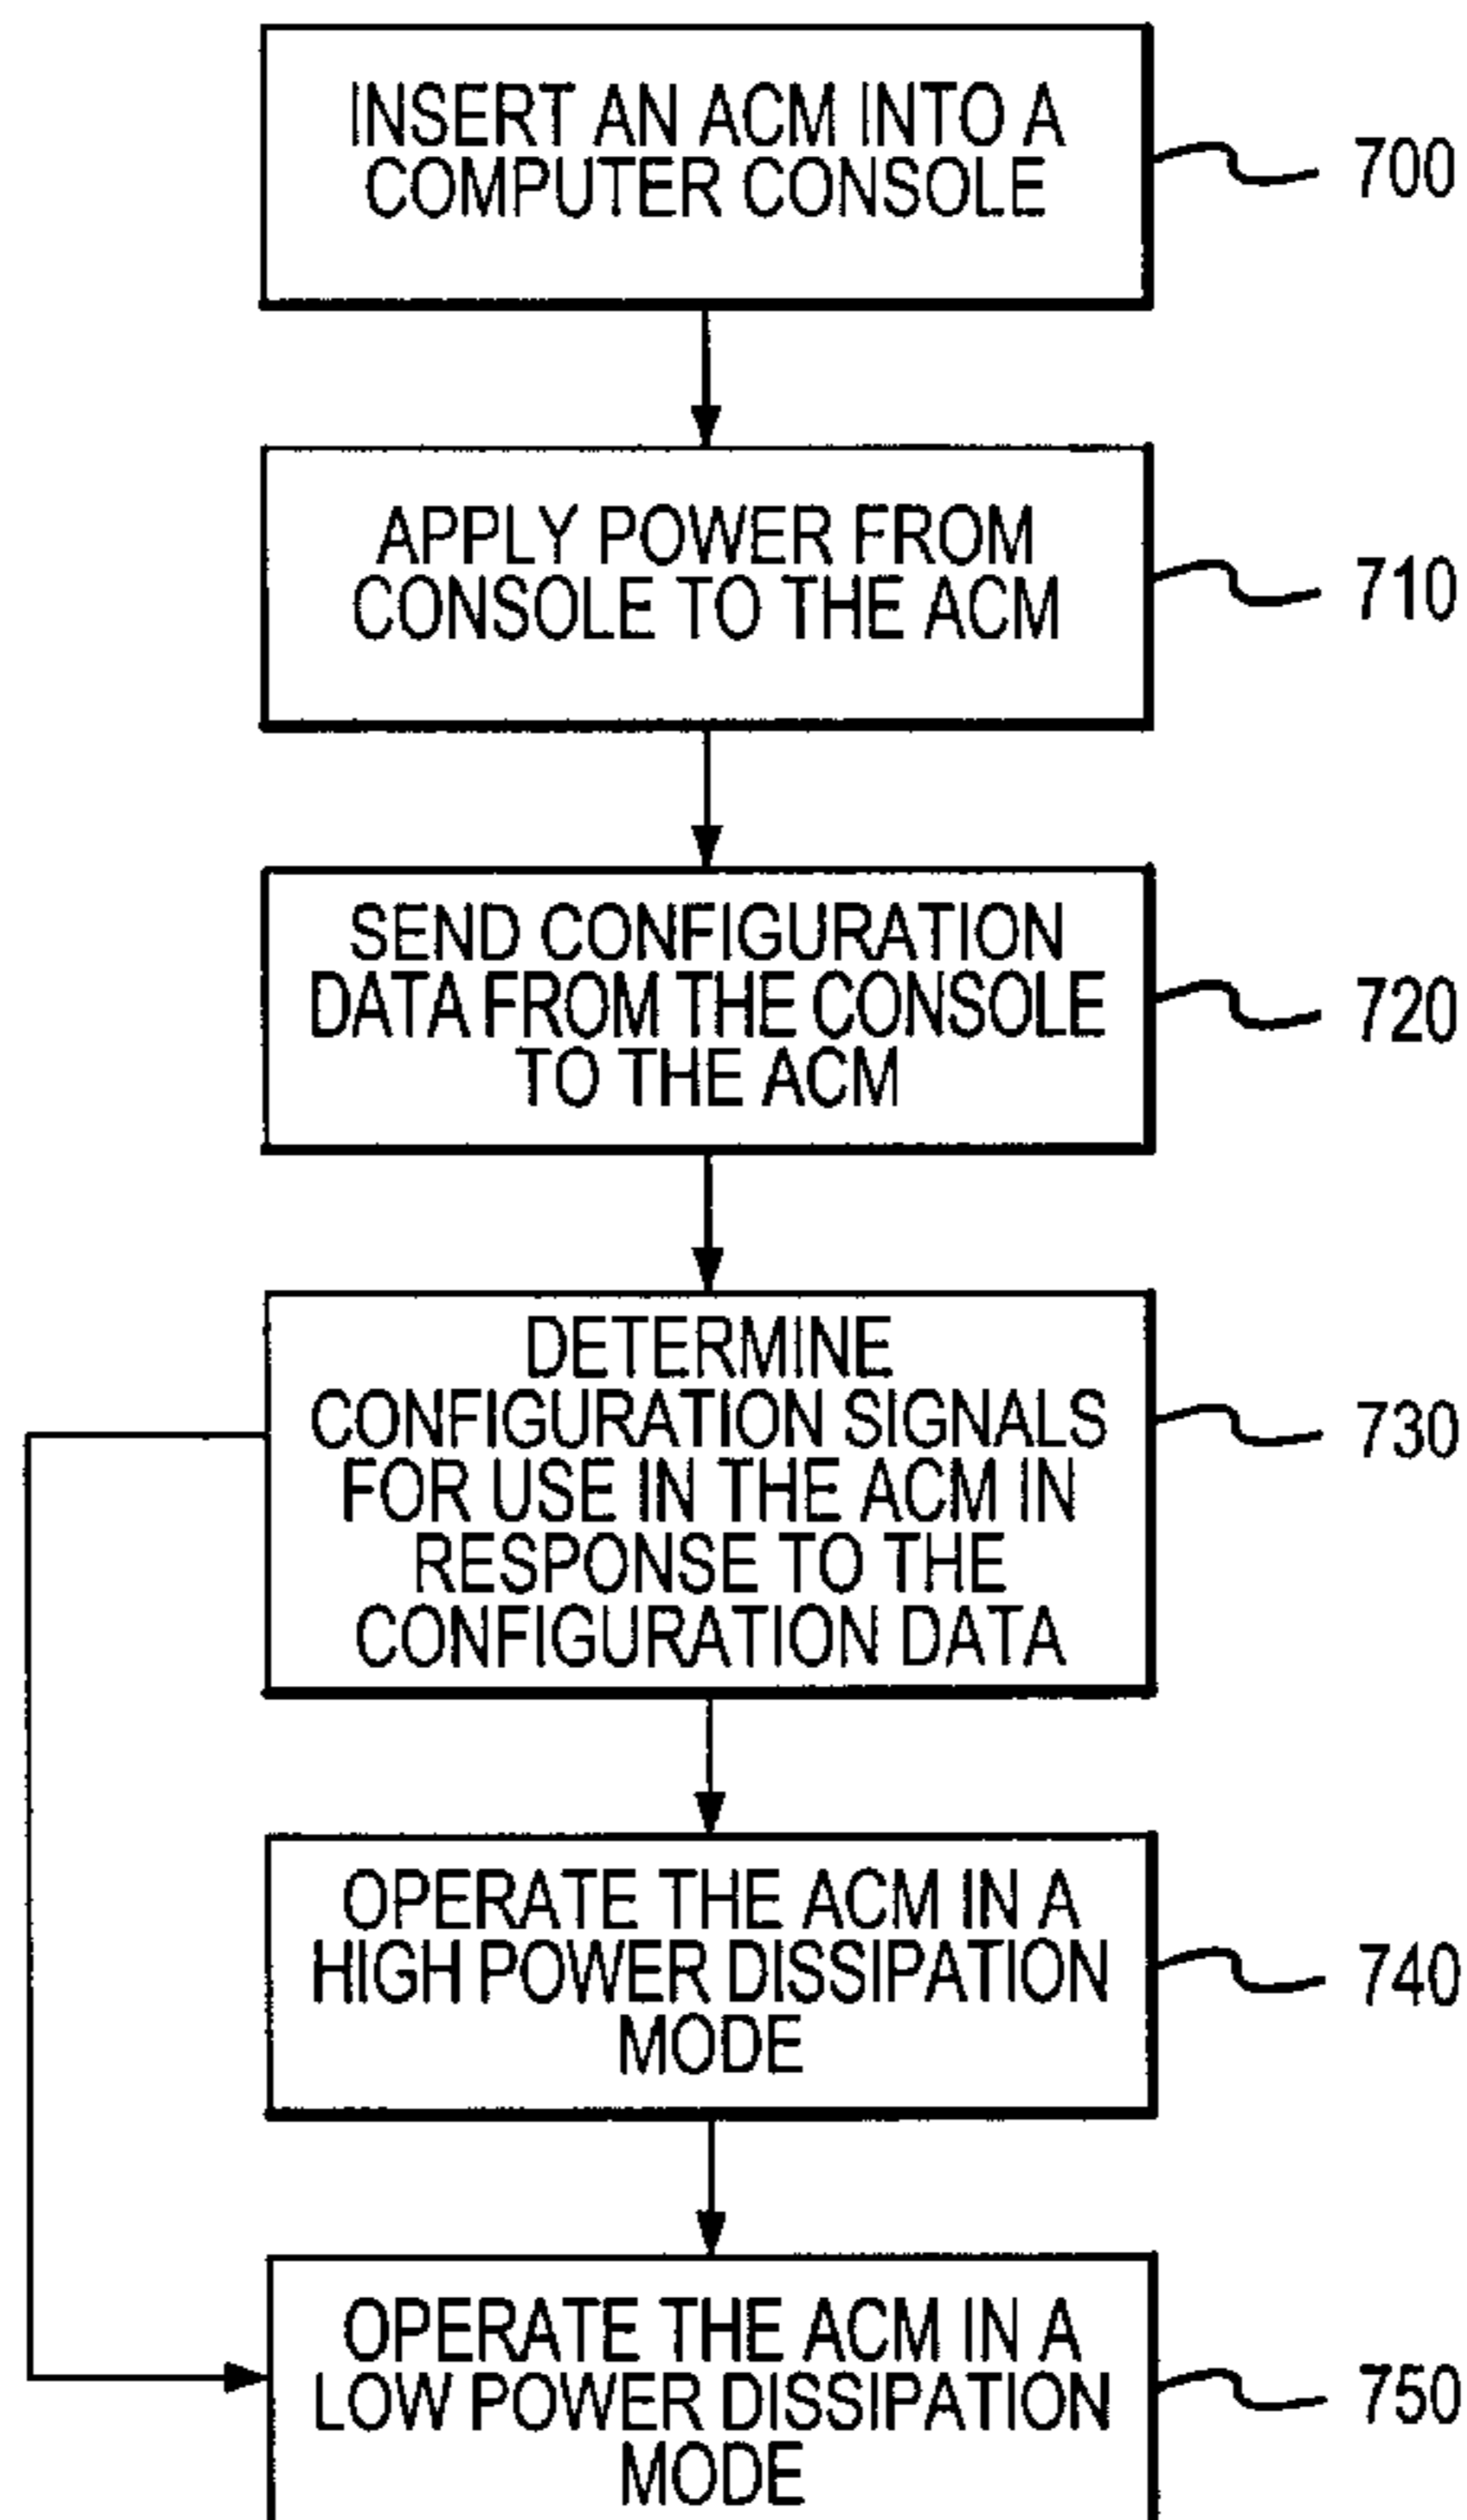 INSERT AN ACM INTO A
COMPUTER CONSOLE
700
APPLY POWER FROM
CONSOLE TO THE ACM
710
SEND CONFIGURATION
DATA FROM THE CONSOLE
TO THE ACM
720
DETERMINE
CONFIGURATION SIGNALS
FOR USE IN THE ACM IN
RESPONSE TO THE
CONFIGURATION DATA
730
OPERATE THE ACM IN A
HIGH POWER DISSIPATION
MODE
740
OPERATE THE ACM IN A
LOW POWER DISSIPATION
MODE
750